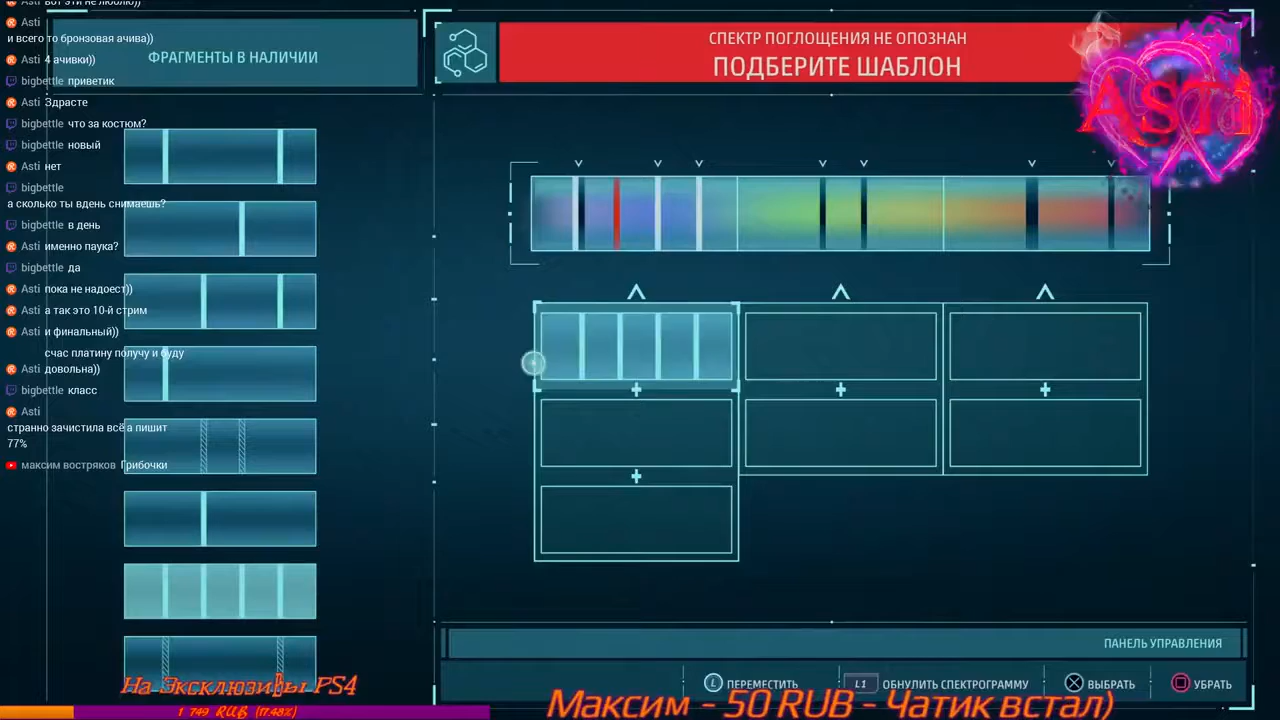 Asti вот эти не люблю))
Asti
и всего то бронзовая ачива))
Asti 4 ачивки))
bigbettle приветик
Asti Здрасте
bigbettle что за костюм?
bigbettle новый
Asti нет
bigbettle
а сколько ты вдень снимаешь?
bigbettle в день
Asti именно паука?
bigbettle да
Asti пока не надоест))
Asti а так это 10-й стрим
Asti и финальный))
счас платину получу и буду
Asti довольна))
bigbettle класс
Asti
странно зачистила всё а пишит
77%
максим востряков Грибочки
ФРАГМЕНТЫ В НАЛИЧИИ
СПЕКТР ПОГЛОЩЕНИЯ НЕ ОПОЗНАН
ПОДБЕРИТЕ ШАБЛОН
ASTI
ПАНЕЛЬ УПРАВЛЕНИЯ
L ПЕРЕМЕСТИТЬ
L1 ОБНУЛИТЬ СПЕКТРОГРАММУ
ВЫБРАТЬ
УБРАТЬ
На Эксклюзивы PS4
1 749 RUB (17.48%)
Максим - 50 RUB - Чатик встал)